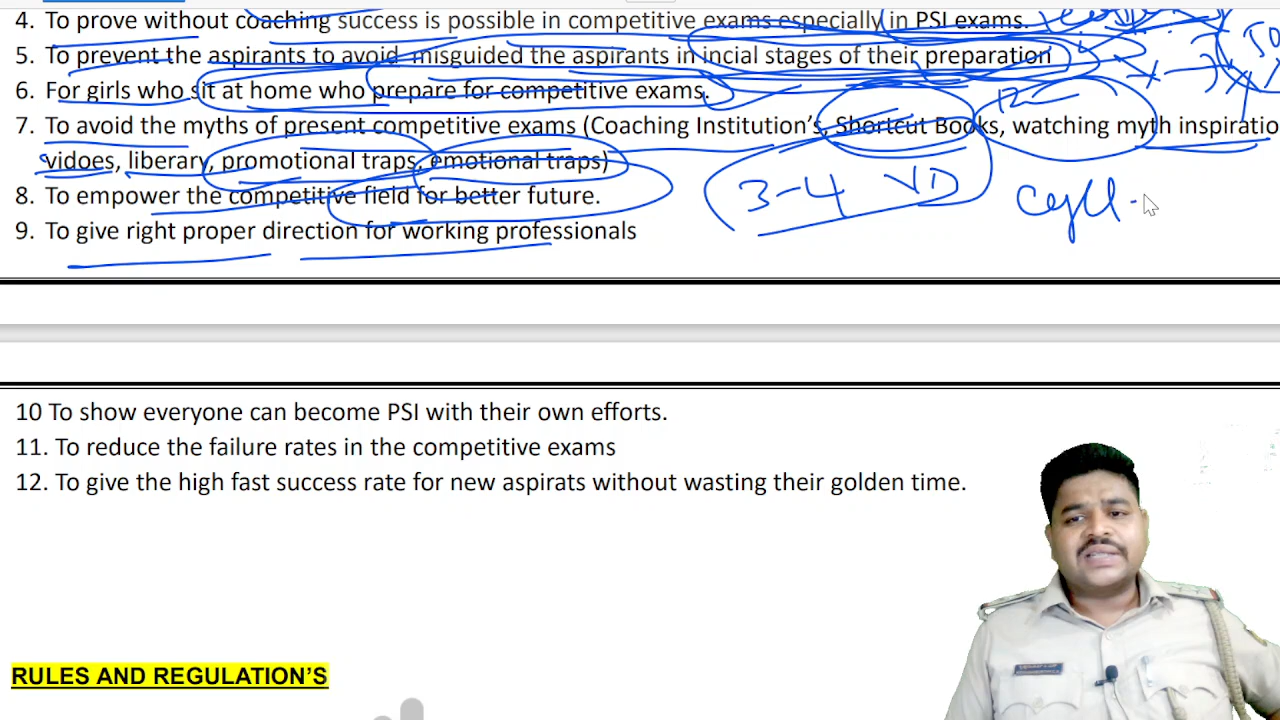 4. To prove without coaching success is possible in competitive exams especially in PSI exams.
5. To prevent the aspirants to avoid misguided the aspirants in incial stages of their preparation
6. For girls who sit at home who prepare for competitive exams.
7. To avoid the myths of present competitive exams (Coaching Institution's, Shortcut Books, watching myth inspiratio
vidoes, liberary, promotional traps, emotional traps)
3-4
8. To empower the competitive field for better future.
9. To give right proper direction for working professionals
10 To show everyone can become PSI with their own efforts.
11. To reduce the failure rates in the competitive exams
12. To give the high fast success rate for new aspirats without wasting their golden time.
RULES AND REGULATION'S